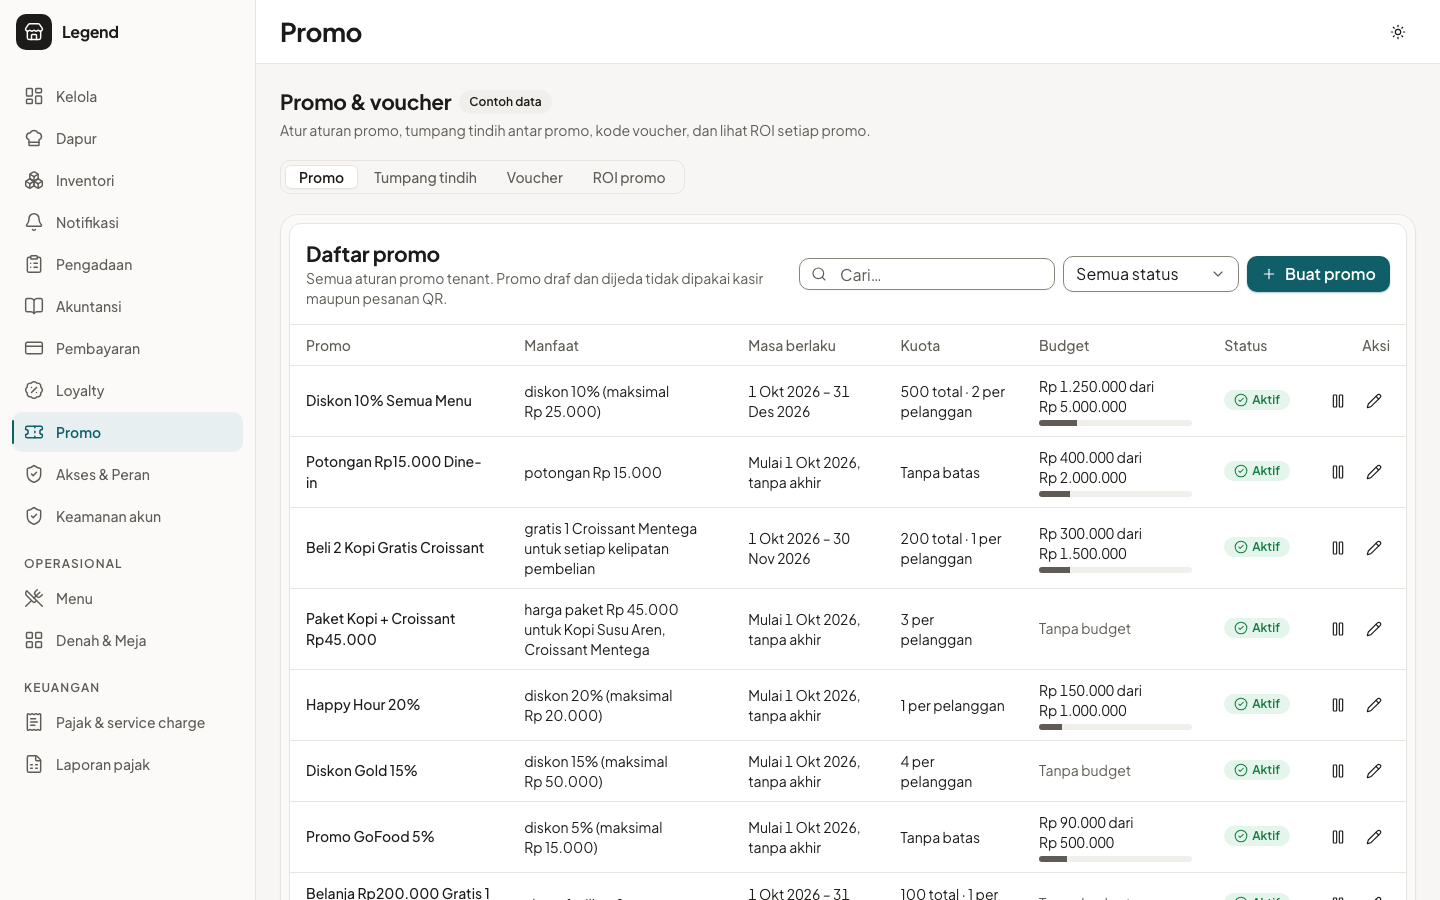 Legend
Promo
Kelola
Dapur
Inventori
Notifikasi
Pengadaan
Akuntansi
Pembayaran
Loyalty
Promo
Akses & Peran
Keamanan akun
OPERASIONAL
Menu
Denah & Meja
KEUANGAN
Pajak & service charge
Laporan pajak
Promo & voucher
Contoh data
Atur aturan promo, tumpang tindih antar promo, kode voucher, dan lihat ROI setiap promo.
Promo
Tumpang tindih
Voucher
ROI promo
Daftar promo
Semua aturan promo tenant. Promo draf dan dijeda tidak dipakai kasir
maupun pesanan QR.
Cari...
Semua status
Buat promo
Promo
Manfaat
Masa berlaku
Kuota
Budget
Status
Aksi
Diskon 10% Semua Menu
diskon 10% (maksimal
Rp 25.000)
1 Okt 2026 – 31
Des 2026
500 total · 2 per
pelanggan
Rp 1.250.000 dari
Rp 5.000.000
Aktif
Potongan Rp15.000 Dine-
in
potongan Rp 15.000
Mulai 1 Okt 2026,
tanpa akhir
Tanpa batas
Rp 400.000 dari
Rp 2.000.000
Aktif
Beli 2 Kopi Gratis Croissant
gratis 1 Croissant Mentega
untuk setiap kelipatan
pembelian
1 Okt 2026 – 30
Nov 2026
200 total · 1 per
pelanggan
Rp 300.000 dari
Rp 1.500.000
Aktif
Paket Kopi + Croissant
Rp45.000
harga paket Rp 45.000
untuk Kopi Susu Aren,
Croissant Mentega
Mulai 1 Okt 2026,
tanpa akhir
3 per
pelanggan
Tanpa budget
Aktif
Happy Hour 20%
diskon 20% (maksimal
Rp 20.000)
Mulai 1 Okt 2026,
tanpa akhir
1 per pelanggan
Rp 150.000 dari
Rp 1.000.000
Aktif
Diskon Gold 15%
diskon 15% (maksimal
Rp 50.000)
Mulai 1 Okt 2026,
tanpa akhir
4 per
pelanggan
Tanpa budget
Aktif
Promo GoFood 5%
diskon 5% (maksimal
Rp 15.000)
Mulai 1 Okt 2026,
tanpa akhir
Tanpa batas
Rp 90.000 dari
Rp 500.000
Aktif
Belanja Rp200.000 Gratis 1
1 Okt 2026 – 31
100 total · 1 per